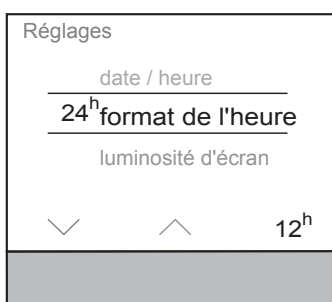 Réglages
date / heure
24h format de l'heure
luminosité d'écran
12h